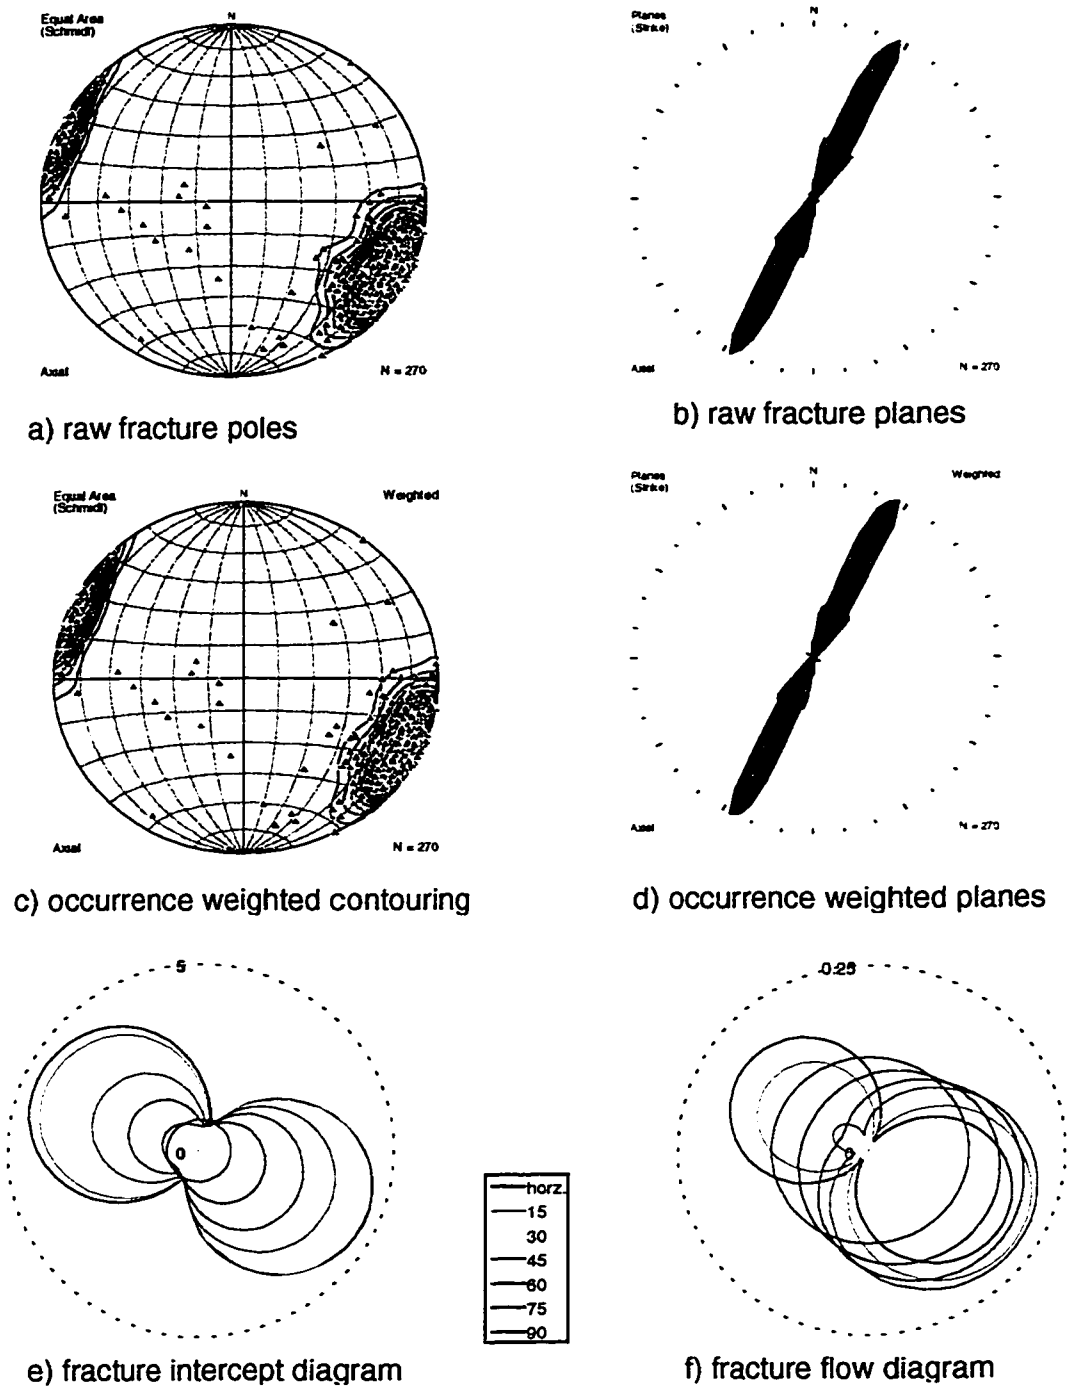 Equal Area
(Schmidt)
N
Axial
N = 270
a) raw fracture poles
Planes
(Strike)
N
Axial
N = 270
b) raw fracture planes
Equal Area
(Schmidt)
N
Weighted
Axial
N = 270
c) occurrence weighted contouring
Planes
(Strike)
N
Weighted
Axial
N = 270
d) occurrence weighted planes
5
0
e) fracture intercept diagram
horz.
15
30
45
60
75
90
0.25
0
f) fracture flow diagram